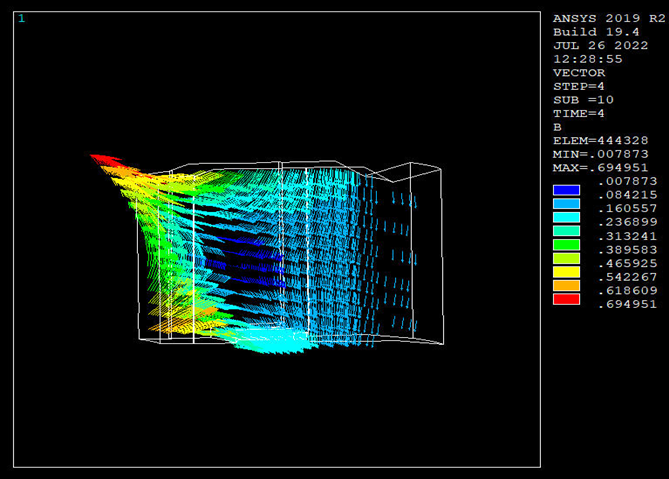 1
ANSYS 2019 R2
Build 19.4
JUL 26 2022
12:28:55
VECTOR
STEP=4
SUB =10
TIME=4
B
ELEM=444328
MIN=.007873
MAX=.694951
.007873
.084215
.160557
.236899
.313241
.389583
.465925
.542267
.618609
.694951